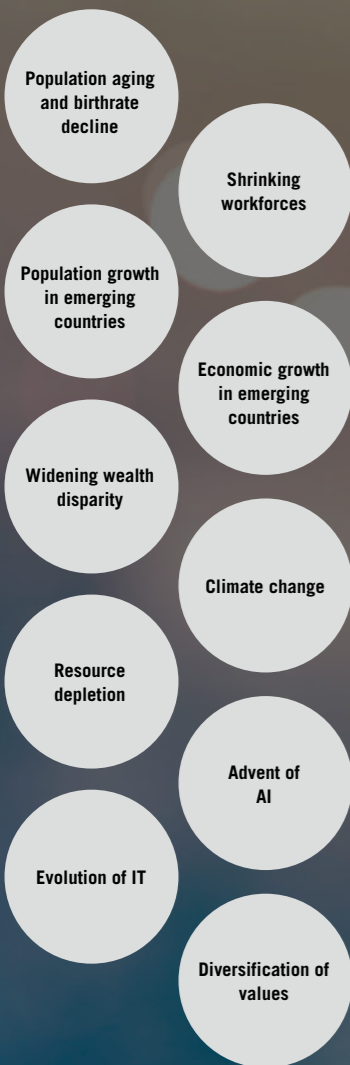 Population aging
and birthrate
decline
Shrinking
workforces
Population growth
in emerging
countries
Economic growth
in emerging
countries
Widening wealth
disparity
Climate change
Resource
depletion
Advent of
AI
Evolution of IT
Diversification of
values